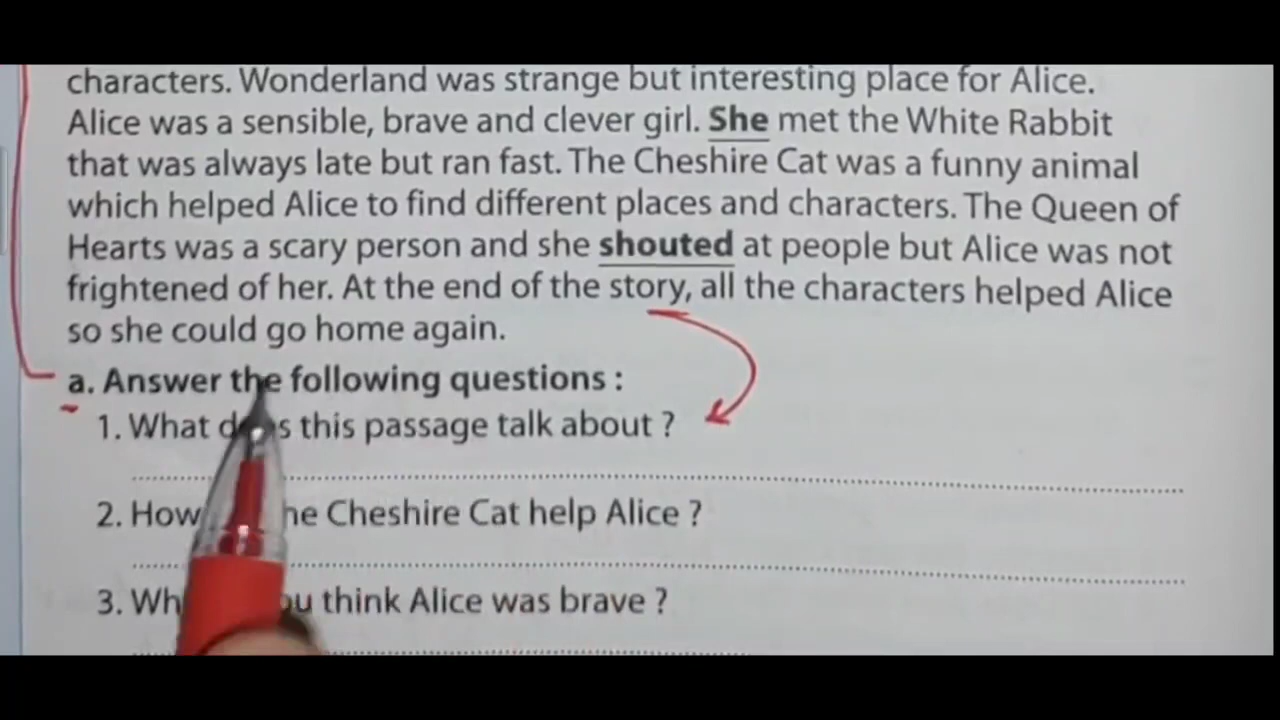 characters. Wonderland was strange but interesting place for Alice.
Alice was a sensible, brave and clever girl. She met the White Rabbit
that was always late but ran fast. The Cheshire Cat was a funny animal
which helped Alice to find different places and characters. The Queen of
Hearts was a scary person and she shouted at people but Alice was not
frightened of her. At the end of the story, all the characters helped Alice
so she could go home again.
a. Answer the following questions :
1. What does this passage talk about ?
2. How the Cheshire Cat help Alice ?
3. you think Alice was brave ?